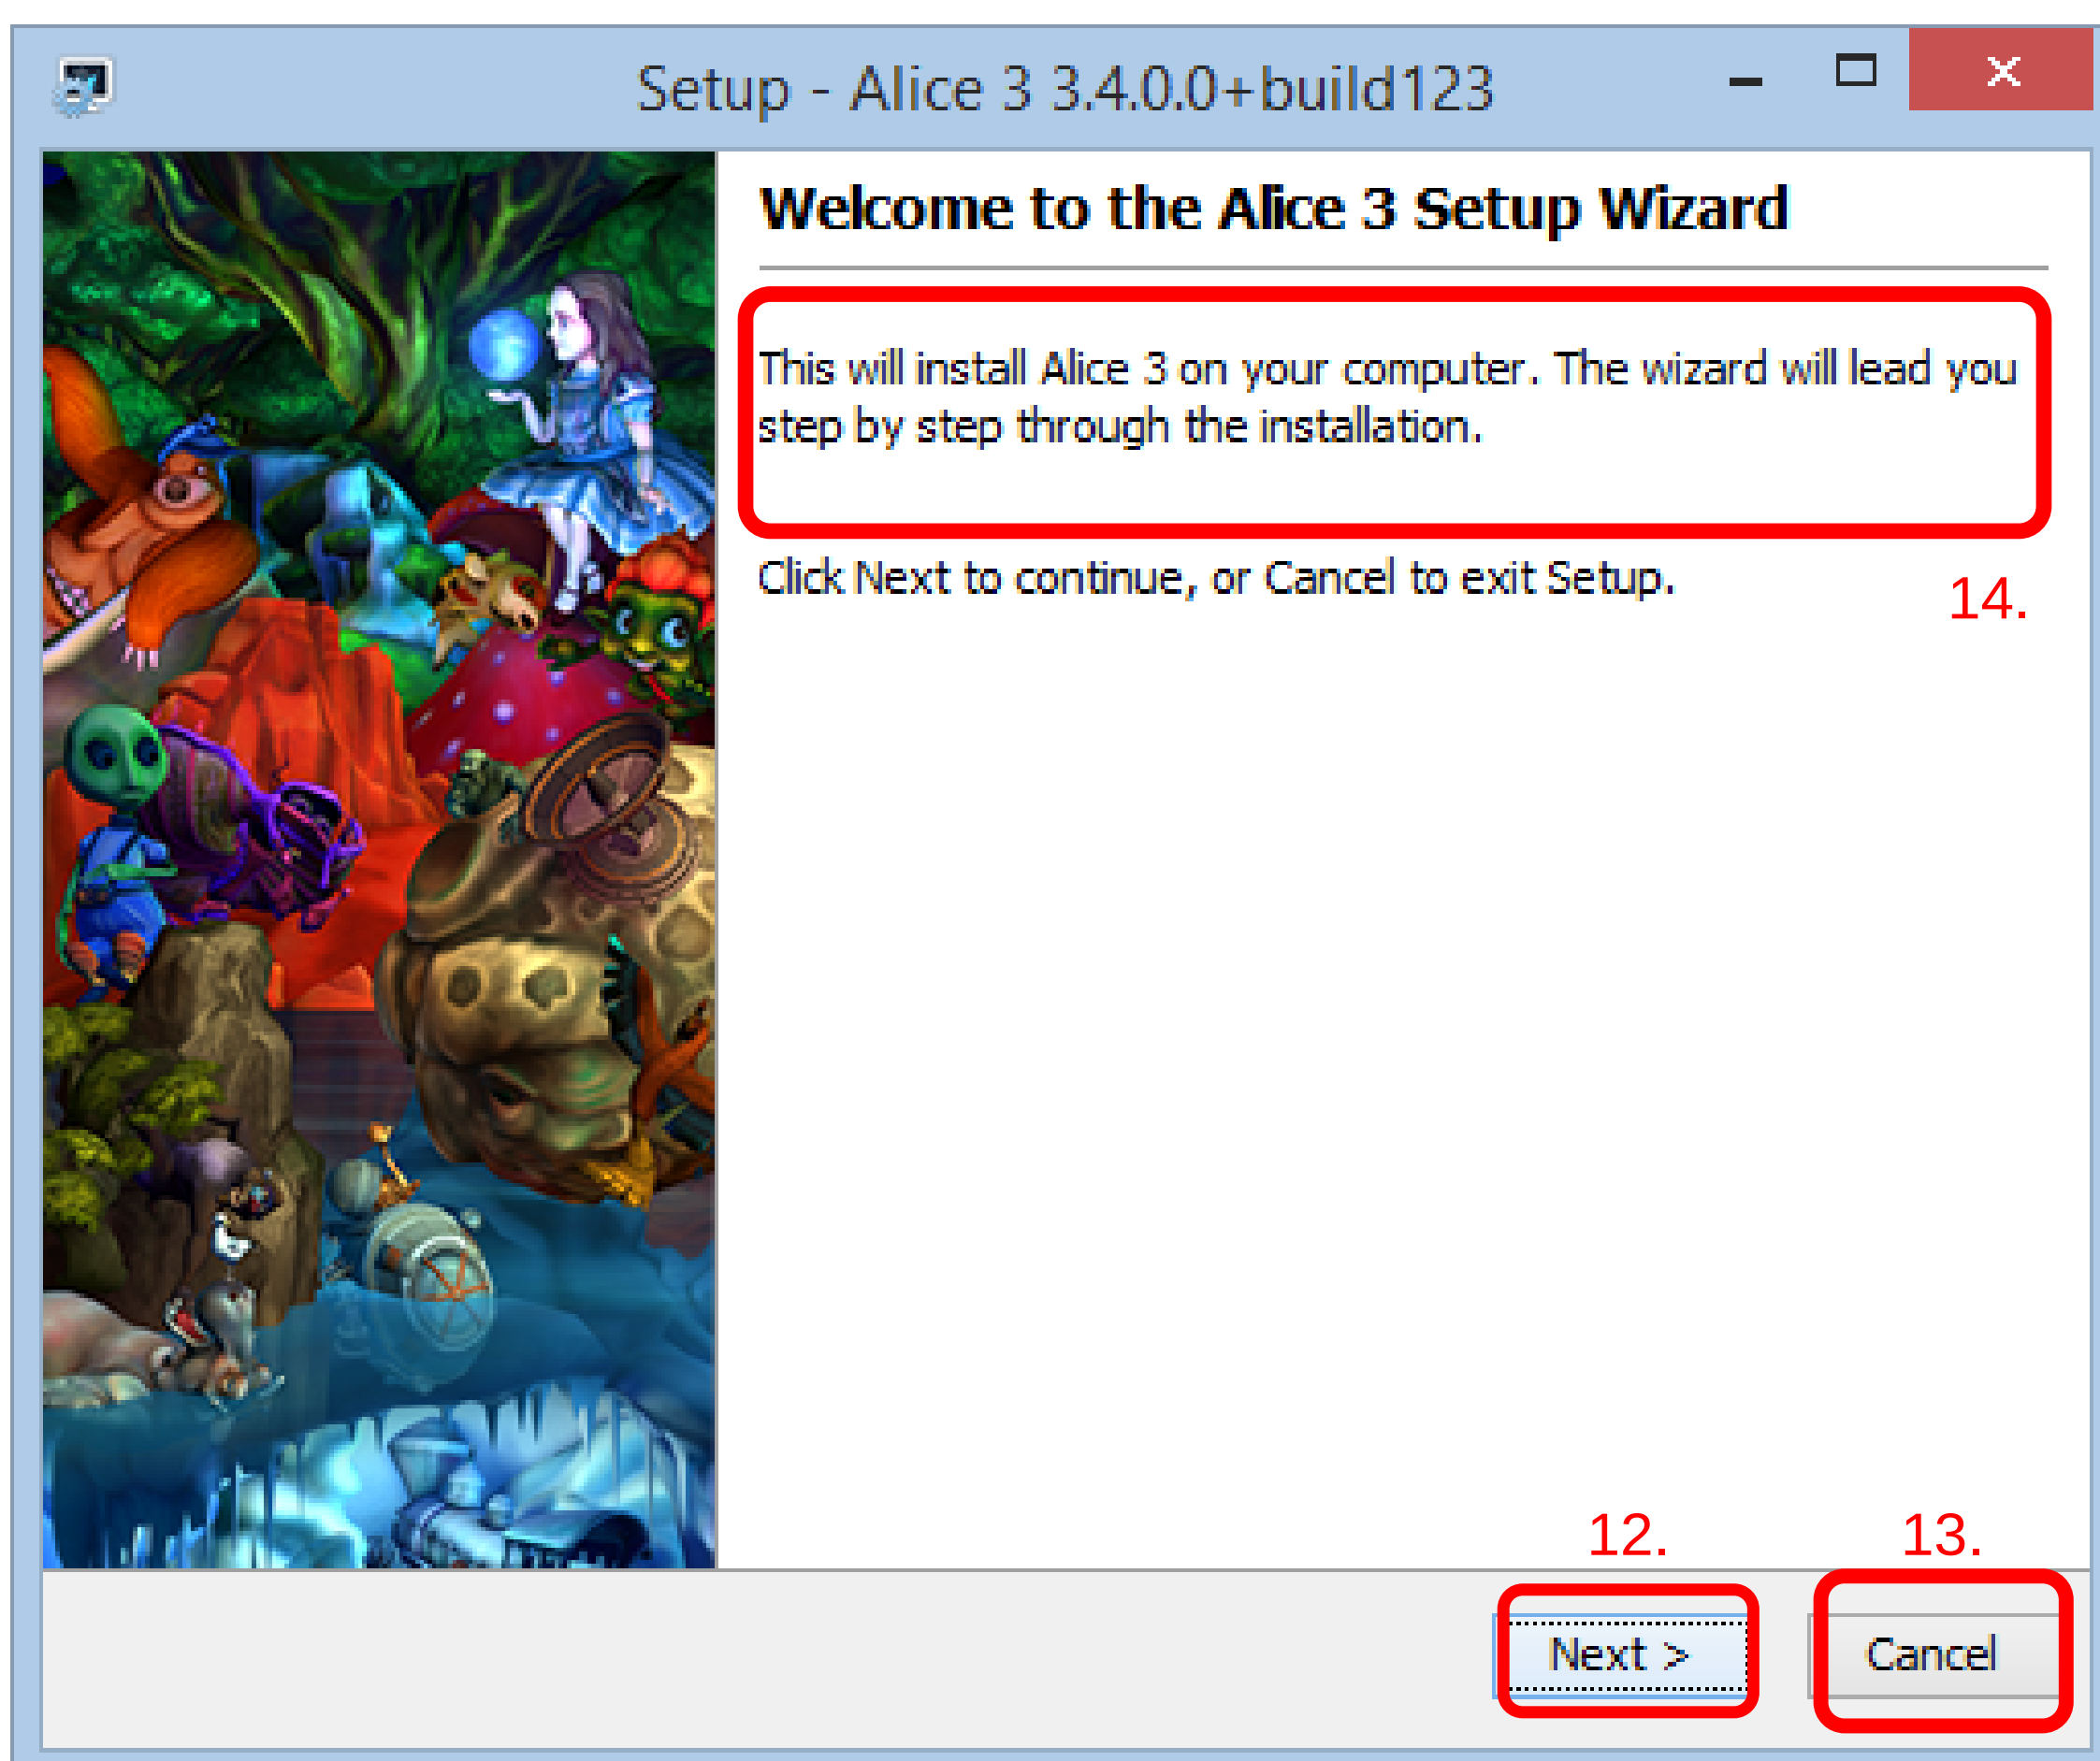 Setup - Alice 3 3.4.0.0+build123
Welcome to the Alice 3 Setup Wizard
This will install Alice 3 on your computer. The wizard will lead you
step by step through the installation.
Click Next to continue, or Cancel to exit Setup.
14.
12.
13.
Next >
Cancel